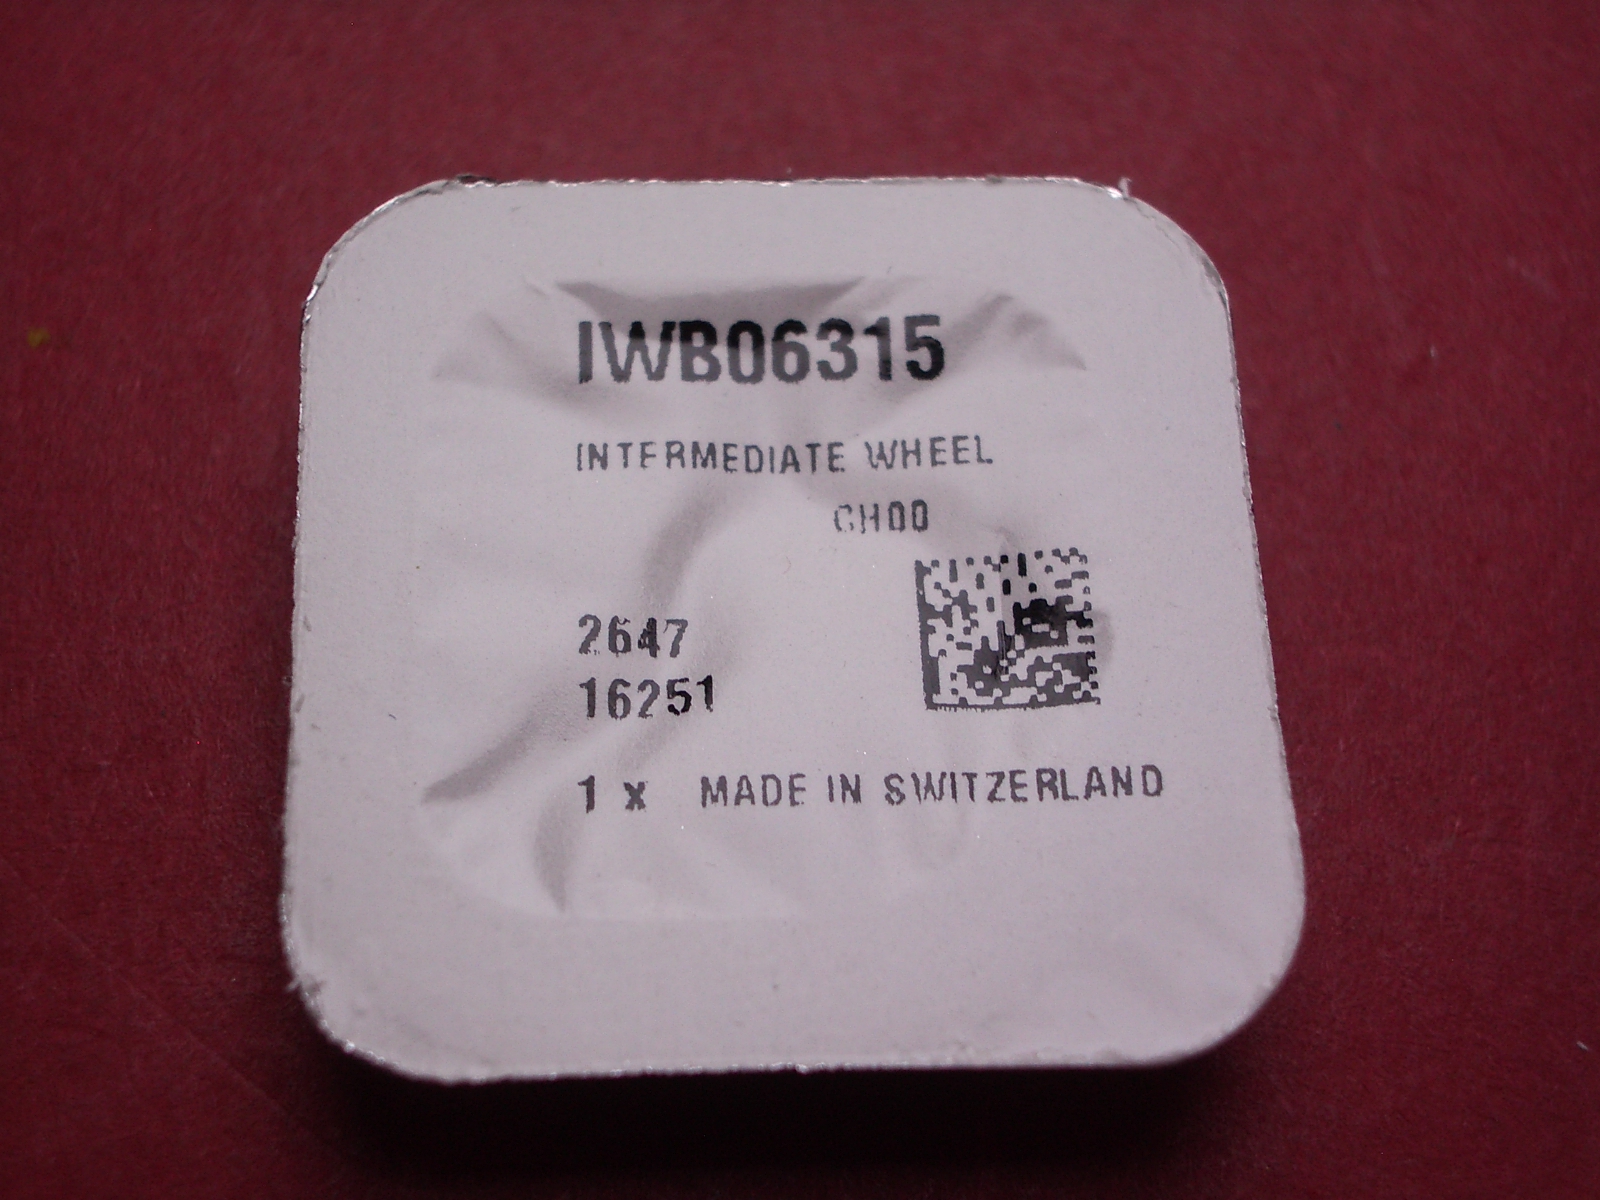 IWB06315
INTERMEDIATE WHEEL
CH00
2647
16251
1 x MADE IN SWITZERLAND